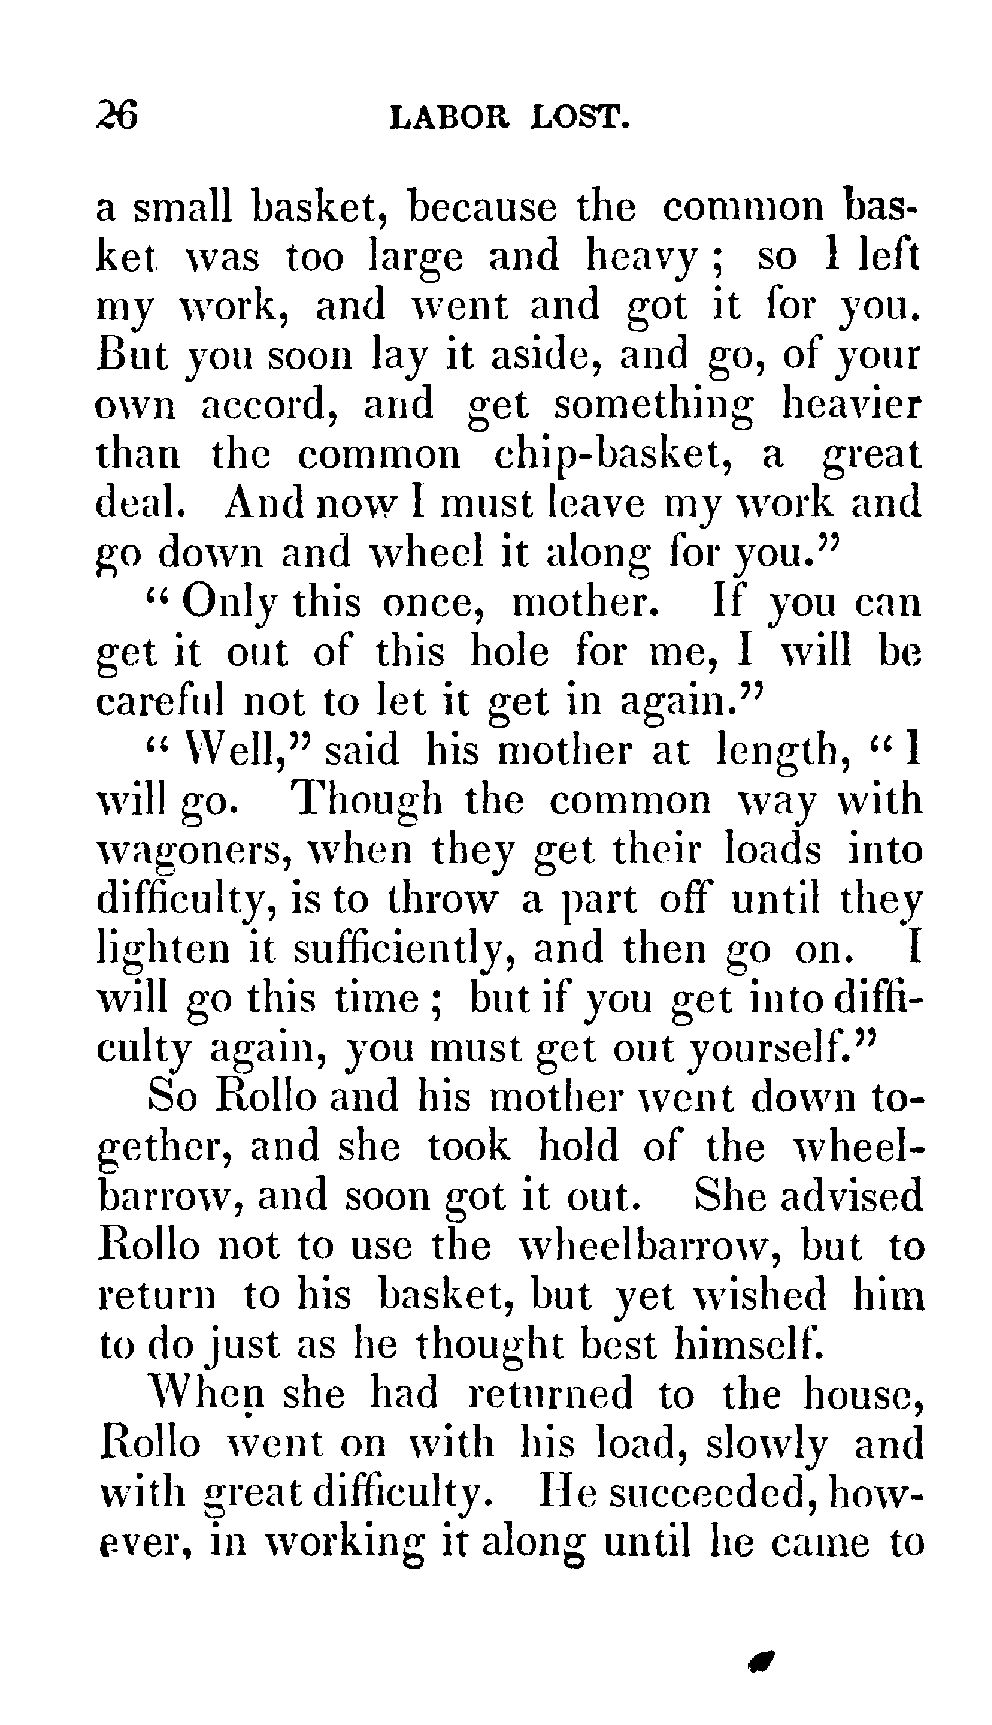 26 LABOR LOST.
a small basket, because the common bas-
ket was too large and heavy ; so I left
my work, and went and got it for you.
But you soon lay it aside, and go, of your
own accord, and get something heavier
than the common chip-basket, a great
deal. And now I must leave my work and
go down and wheel it along for you.”
“ Only this once, mother. If you can
get it out of this hole for me, I will be
careful not to let it get in again.”
“ Well,” said his mother at length, “ I
will go. Though the common way with
wagoners, when they get their loads into
difficulty, is to throw a part off until they
lighten it sufficiently, and then go on. I
will go this time ; but if you get into diffi-
culty again, you must get out yourself.”
So Rollo and his mother went down to-
gether, and she took hold of the wheel-
barrow, and soon got it out. She advised
Rollo not to use the wheelbarrow, but to
return to his basket, but yet wished him
to do just as he thought best himself.
When she had returned to the house,
Rollo went on with his load, slowly and
with great difficulty. He succeeded, how-
ever, in working it along until he came to